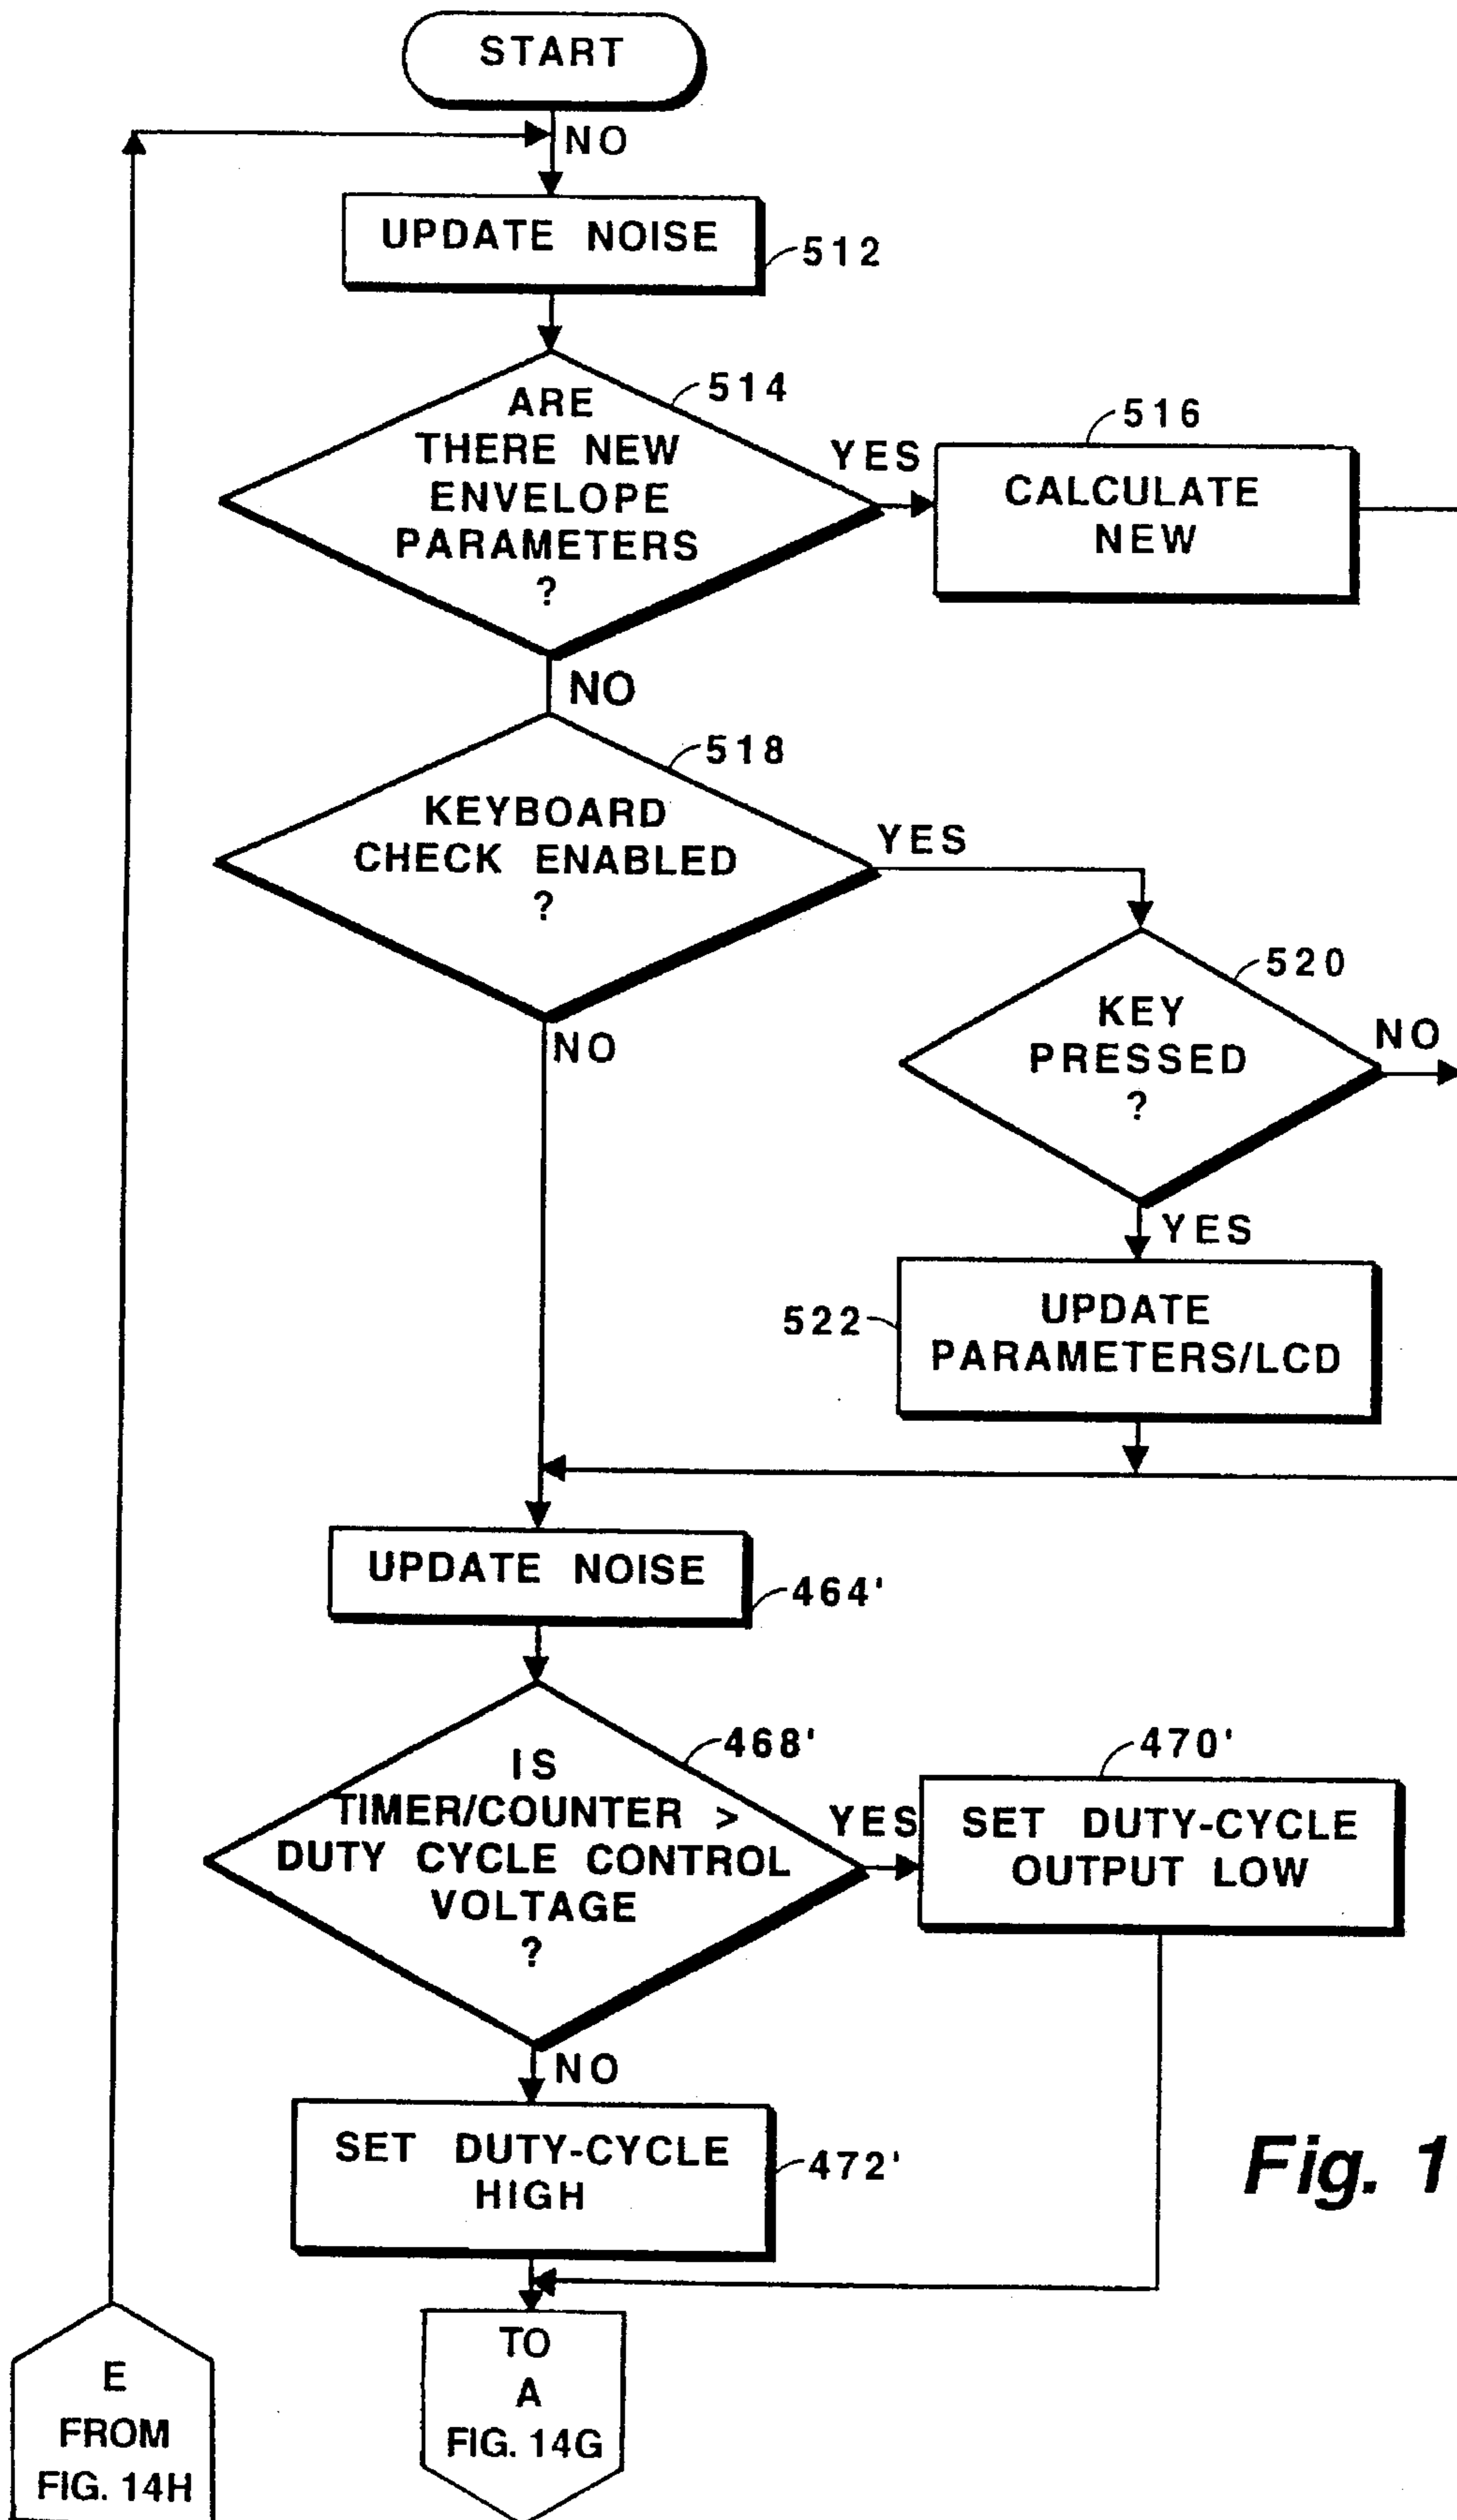 START
NO
UPDATE NOISE
512
ARE
THERE NEW
ENVELOPE
PARAMETERS
?
514
YES
516
CALCULATE
NEW
NO
518
KEYBOARD
CHECK ENABLED
?
YES
NO
520
KEY
PRESSED
?
NO
YES
522
UPDATE
PARAMETERS/LCD
UPDATE NOISE
464'
IS
TIMER/COUNTER >
DUTY CYCLE CONTROL
VOLTAGE
?
468'
YES
470'
SET DUTY-CYCLE
OUTPUT LOW
NO
SET DUTY-CYCLE
HIGH
472'
Fig. 1
E
FROM
FIG. 14H
TO
A
FIG. 14G